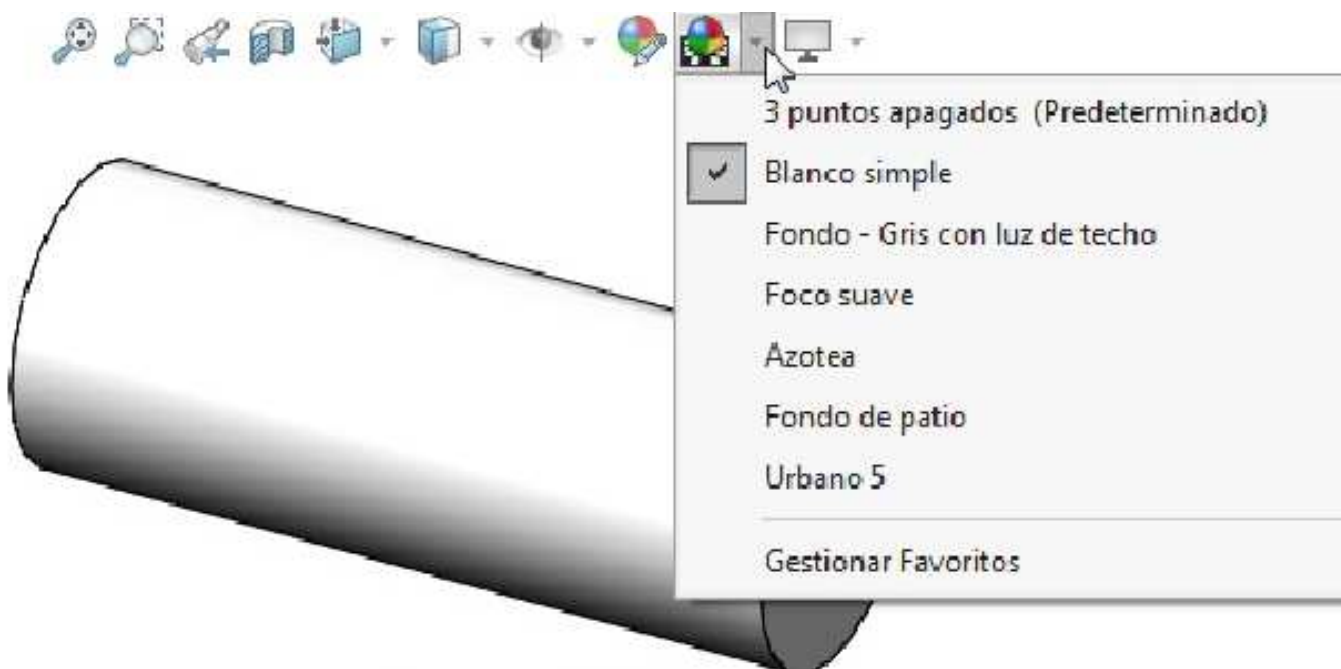 3 puntos apagados (Predeterminado)
Blanco simple
Fondo - Gris con luz de techo
Foco suave
Azotea
Fondo de patio
Urbano 5
Gestionar Favoritos